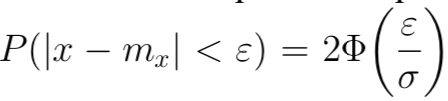 P(|x − m_x| < ε) = 2Φ(ε/σ)